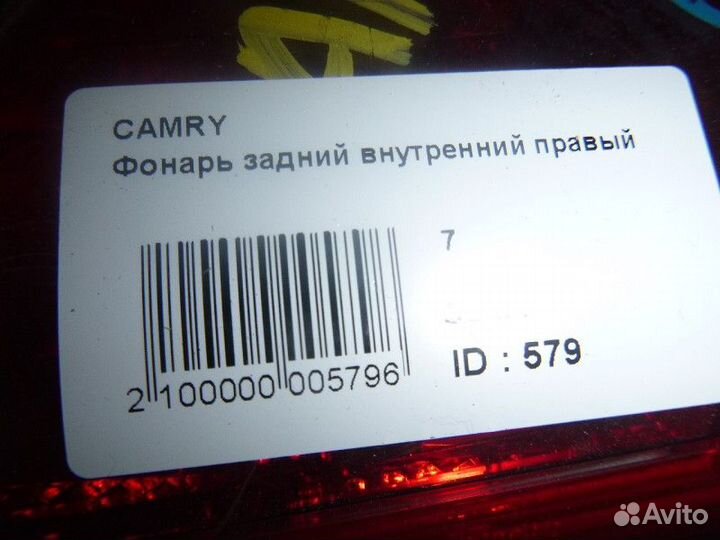 CAMRY
Фонарь задний внутренний правый
7
ID : 579
2 100000 005796
Avito